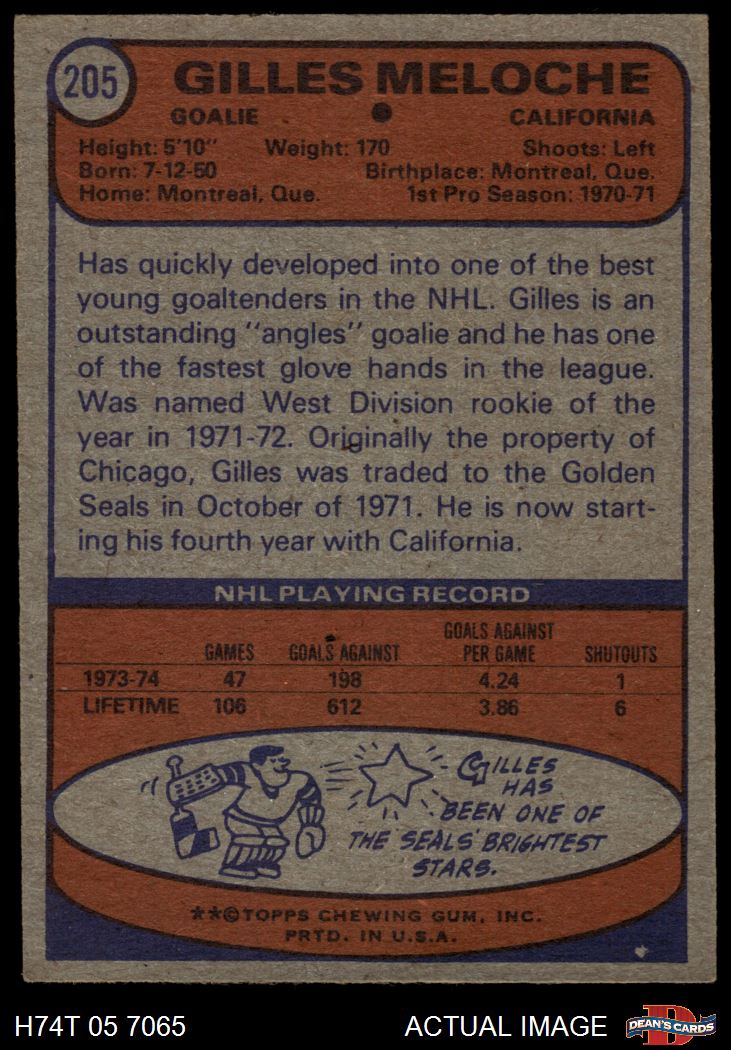 205
GILLES MELOCHE
GOALIE CALIFORNIA
Height: 5'10" Weight: 170 Shoots: Left
Born: 7-12-50 Birthplace: Montreal, Que.
Home: Montreal, Que. 1st Pro Season: 1970-71
Has quickly developed into one of the best
young goaltenders in the NHL. Gilles is an
outstanding "angles" goalie and he has one
of the fastest glove hands in the league.
Was named West Division rookie of the
year in 1971-72. Originally the property of
Chicago, Gilles was traded to the Golden
Seals in October of 1971. He is now start-
ing his fourth year with California.
NHL PLAYING RECORD
GAMES GOALS AGAINST GOALS AGAINST PER GAME SHUTOUTS
1973-74 47 198 4.24 1
LIFETIME 106 612 3.86 6
GILLES
HAS
BEEN ONE OF
THE SEALS' BRIGHTEST
STARS.
**©TOPPS CHEWING GUM, INC.
PRTD. IN U.S.A.
H74T 05 7065 ACTUAL IMAGE D DEAN'S CARDS